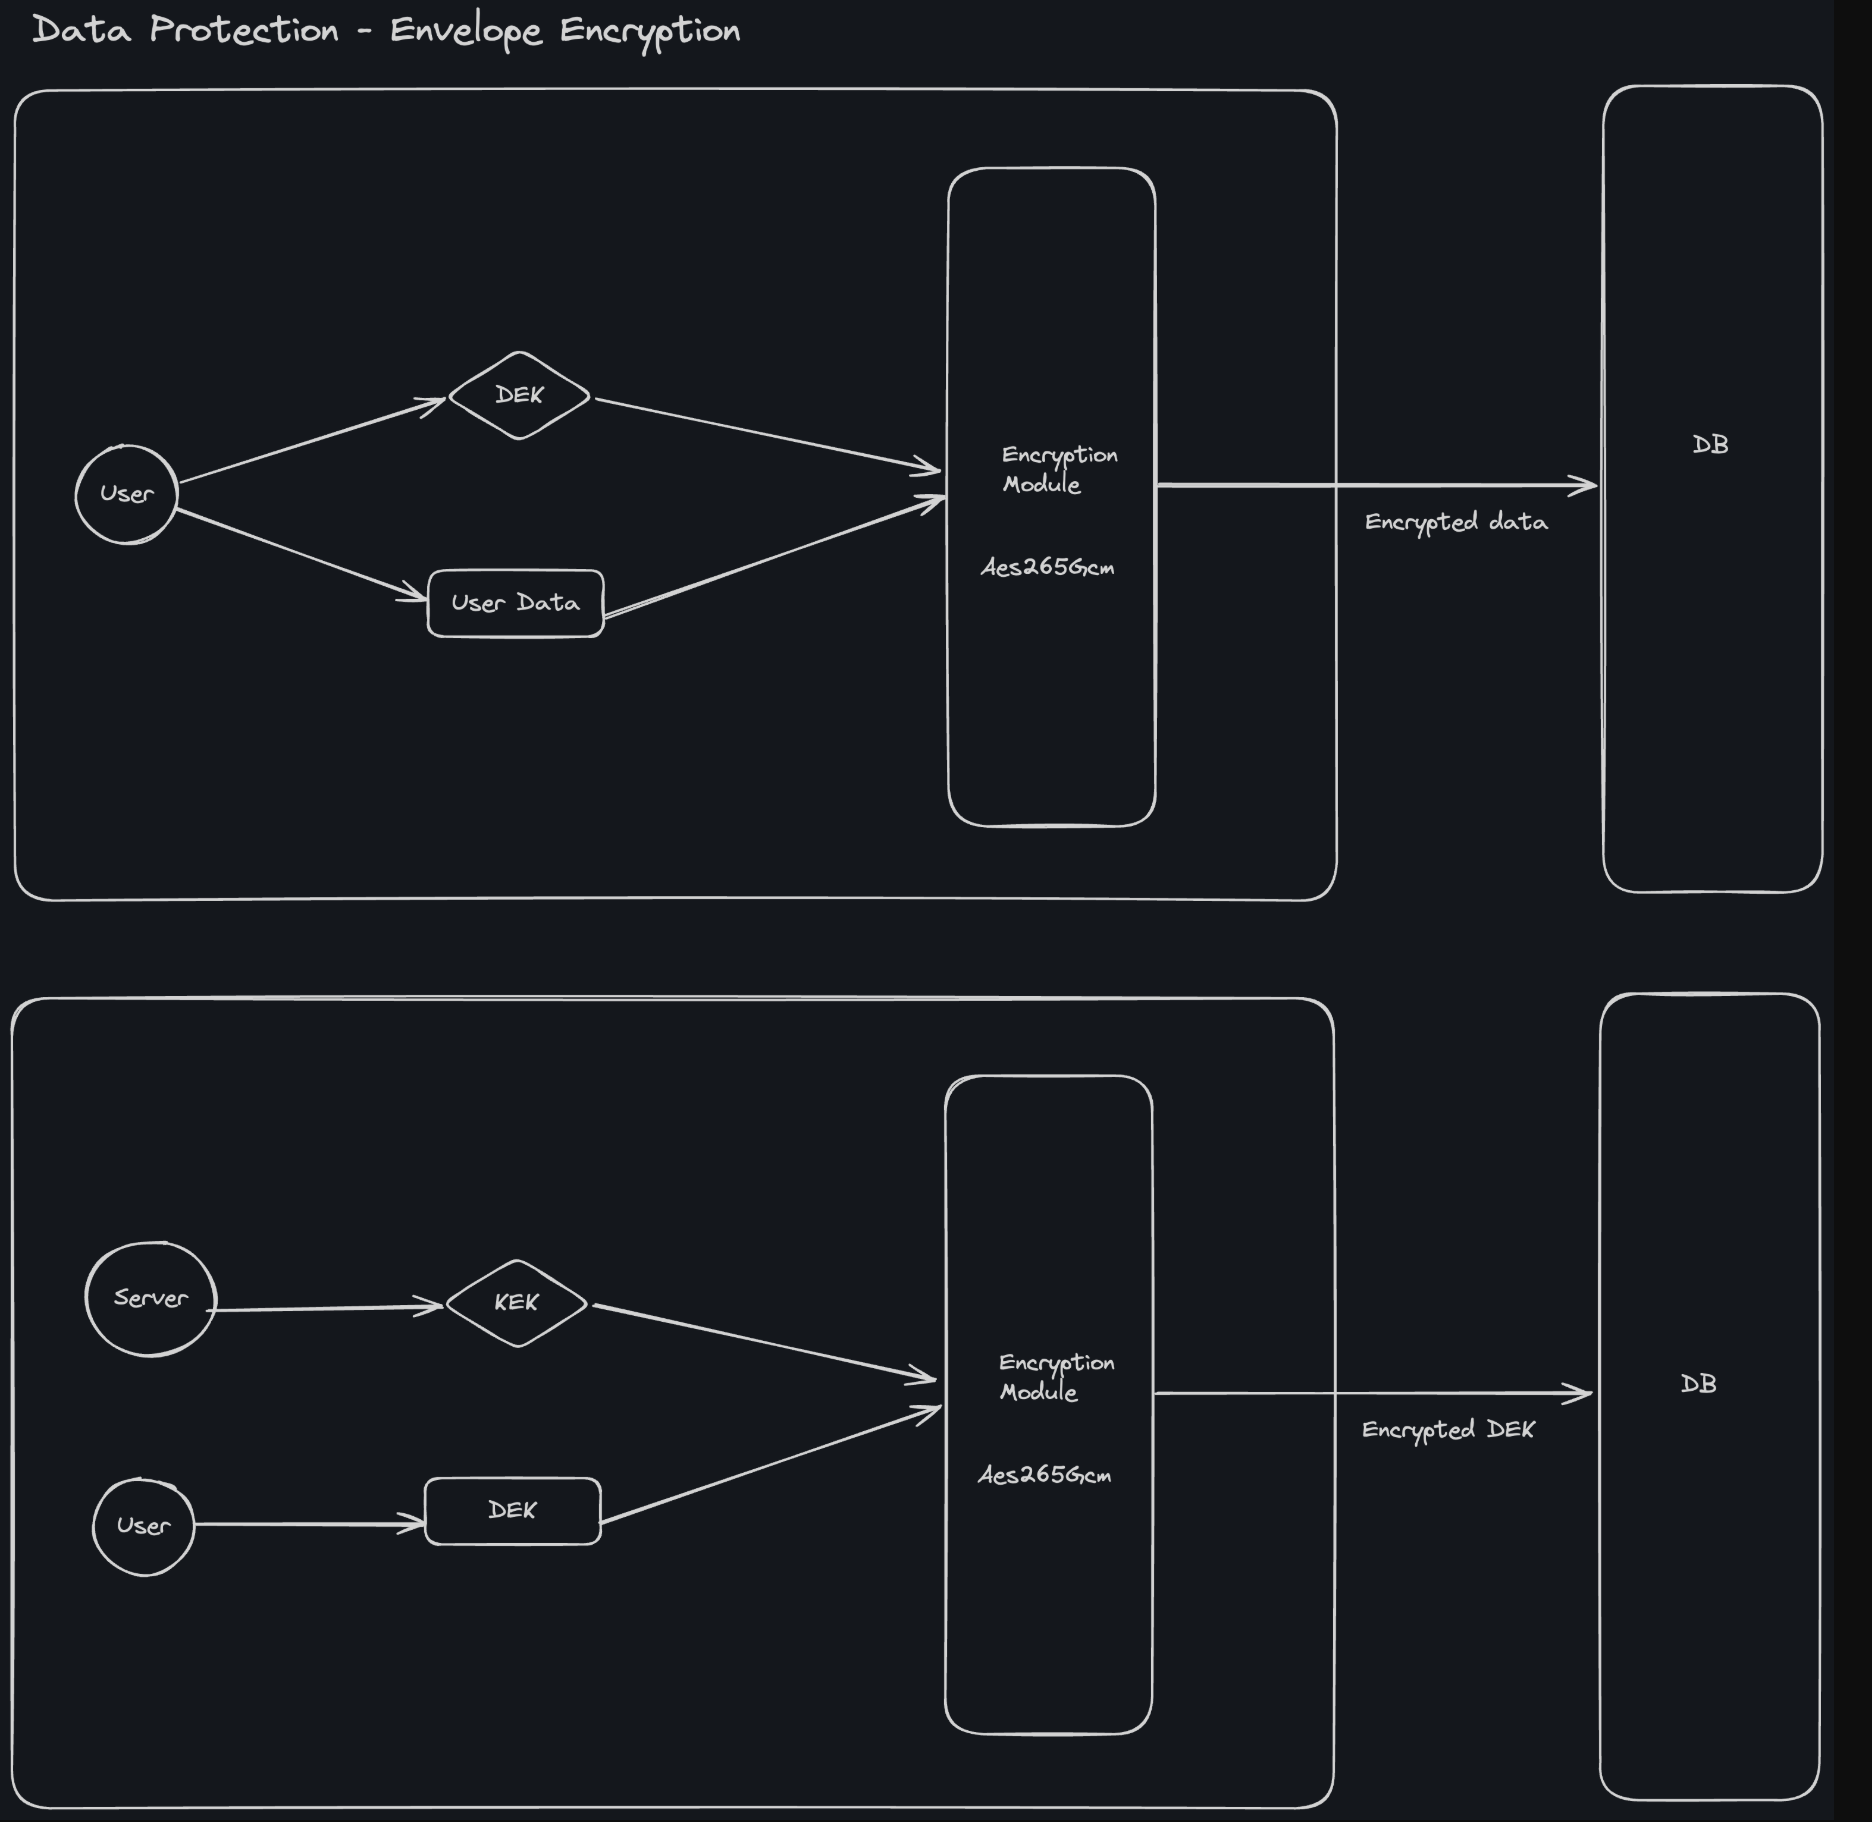 Data Protection - Envelope Encryption
DEK
User
User Data
Encryption
Module
Aes265Gcm
Encrypted data
DB
Server
KEK
User
DEK
Encryption
Module
Aes265Gcm
Encrypted DEK
DB